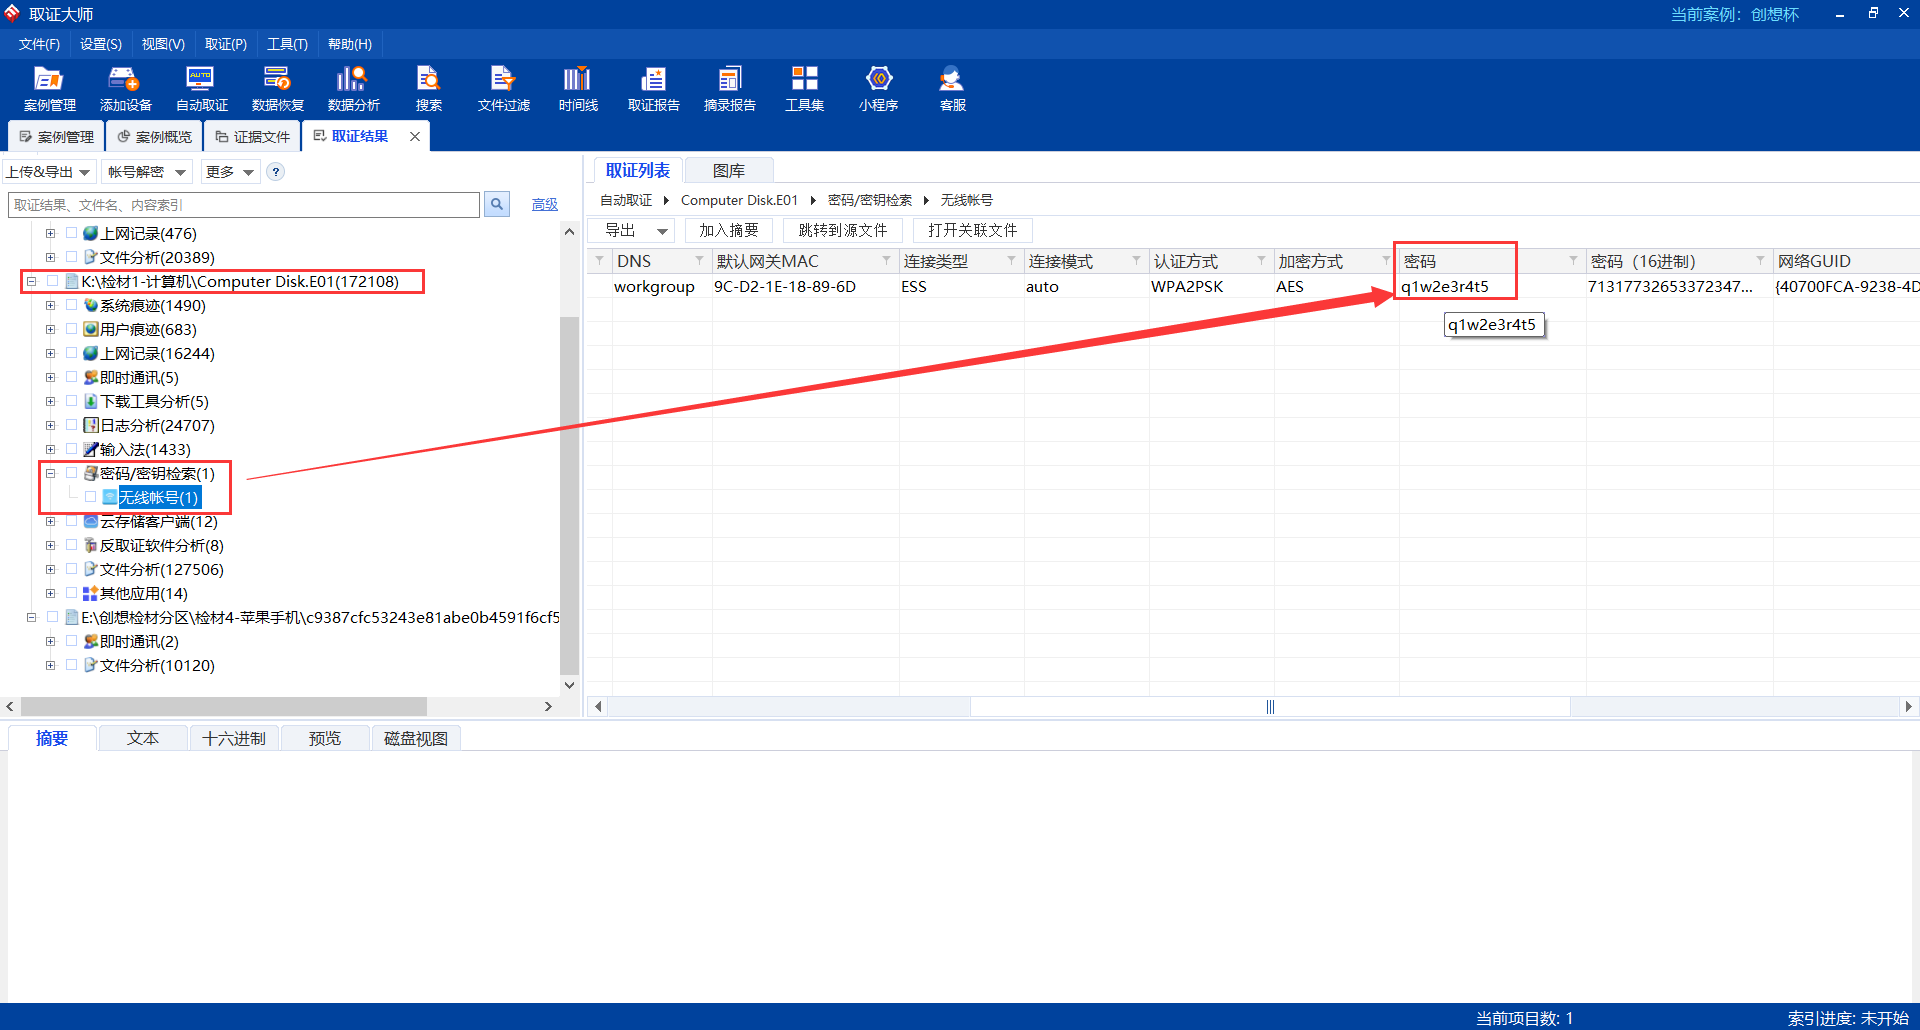 取证大师
当前案例：创想杯
文件(F) 设置(S) 视图(V) 取证(P) 工具(T) 帮助(H)
AUTO
案例管理 添加设备 自动取证 数据恢复 数据分析 搜索 文件过滤 时间线 取证报告 摘录报告 工具集 小程序 客服
案例管理 案例概览 证据文件 取证结果
上传&导出 帐号解密 更多 ?
取证结果、文件名、内容索引 高级
上网记录(476)
文件分析(20389)
K:\检材1-计算机\Computer Disk.E01(172108)
系统痕迹(1490)
用户痕迹(683)
上网记录(16244)
即时通讯(5)
下载工具分析(5)
日志分析(24707)
输入法(1433)
密码/密钥检索(1)
无线帐号(1)
云存储客户端(12)
反取证软件分析(8)
文件分析(127506)
其他应用(14)
E:\创想检材分区\检材4-苹果手机\c9387cfc53243e81abe0b4591f6cf5
即时通讯(2)
文件分析(10120)
取证列表 图库
自动取证 Computer Disk.E01 密码/密钥检索 无线帐号
导出 加入摘要 跳转到源文件 打开关联文件
DNS 默认网关MAC 连接类型 连接模式 认证方式 加密方式 密码 密码（16进制） 网络GUID
workgroup 9C-D2-1E-18-89-6D ESS auto WPA2PSK AES q1w2e3r4t5 71317732653372347... {40700FCA-9238-4D
q1w2e3r4t5
摘要 文本 十六进制 预览 磁盘视图
当前项目数: 1
索引进度: 未开始